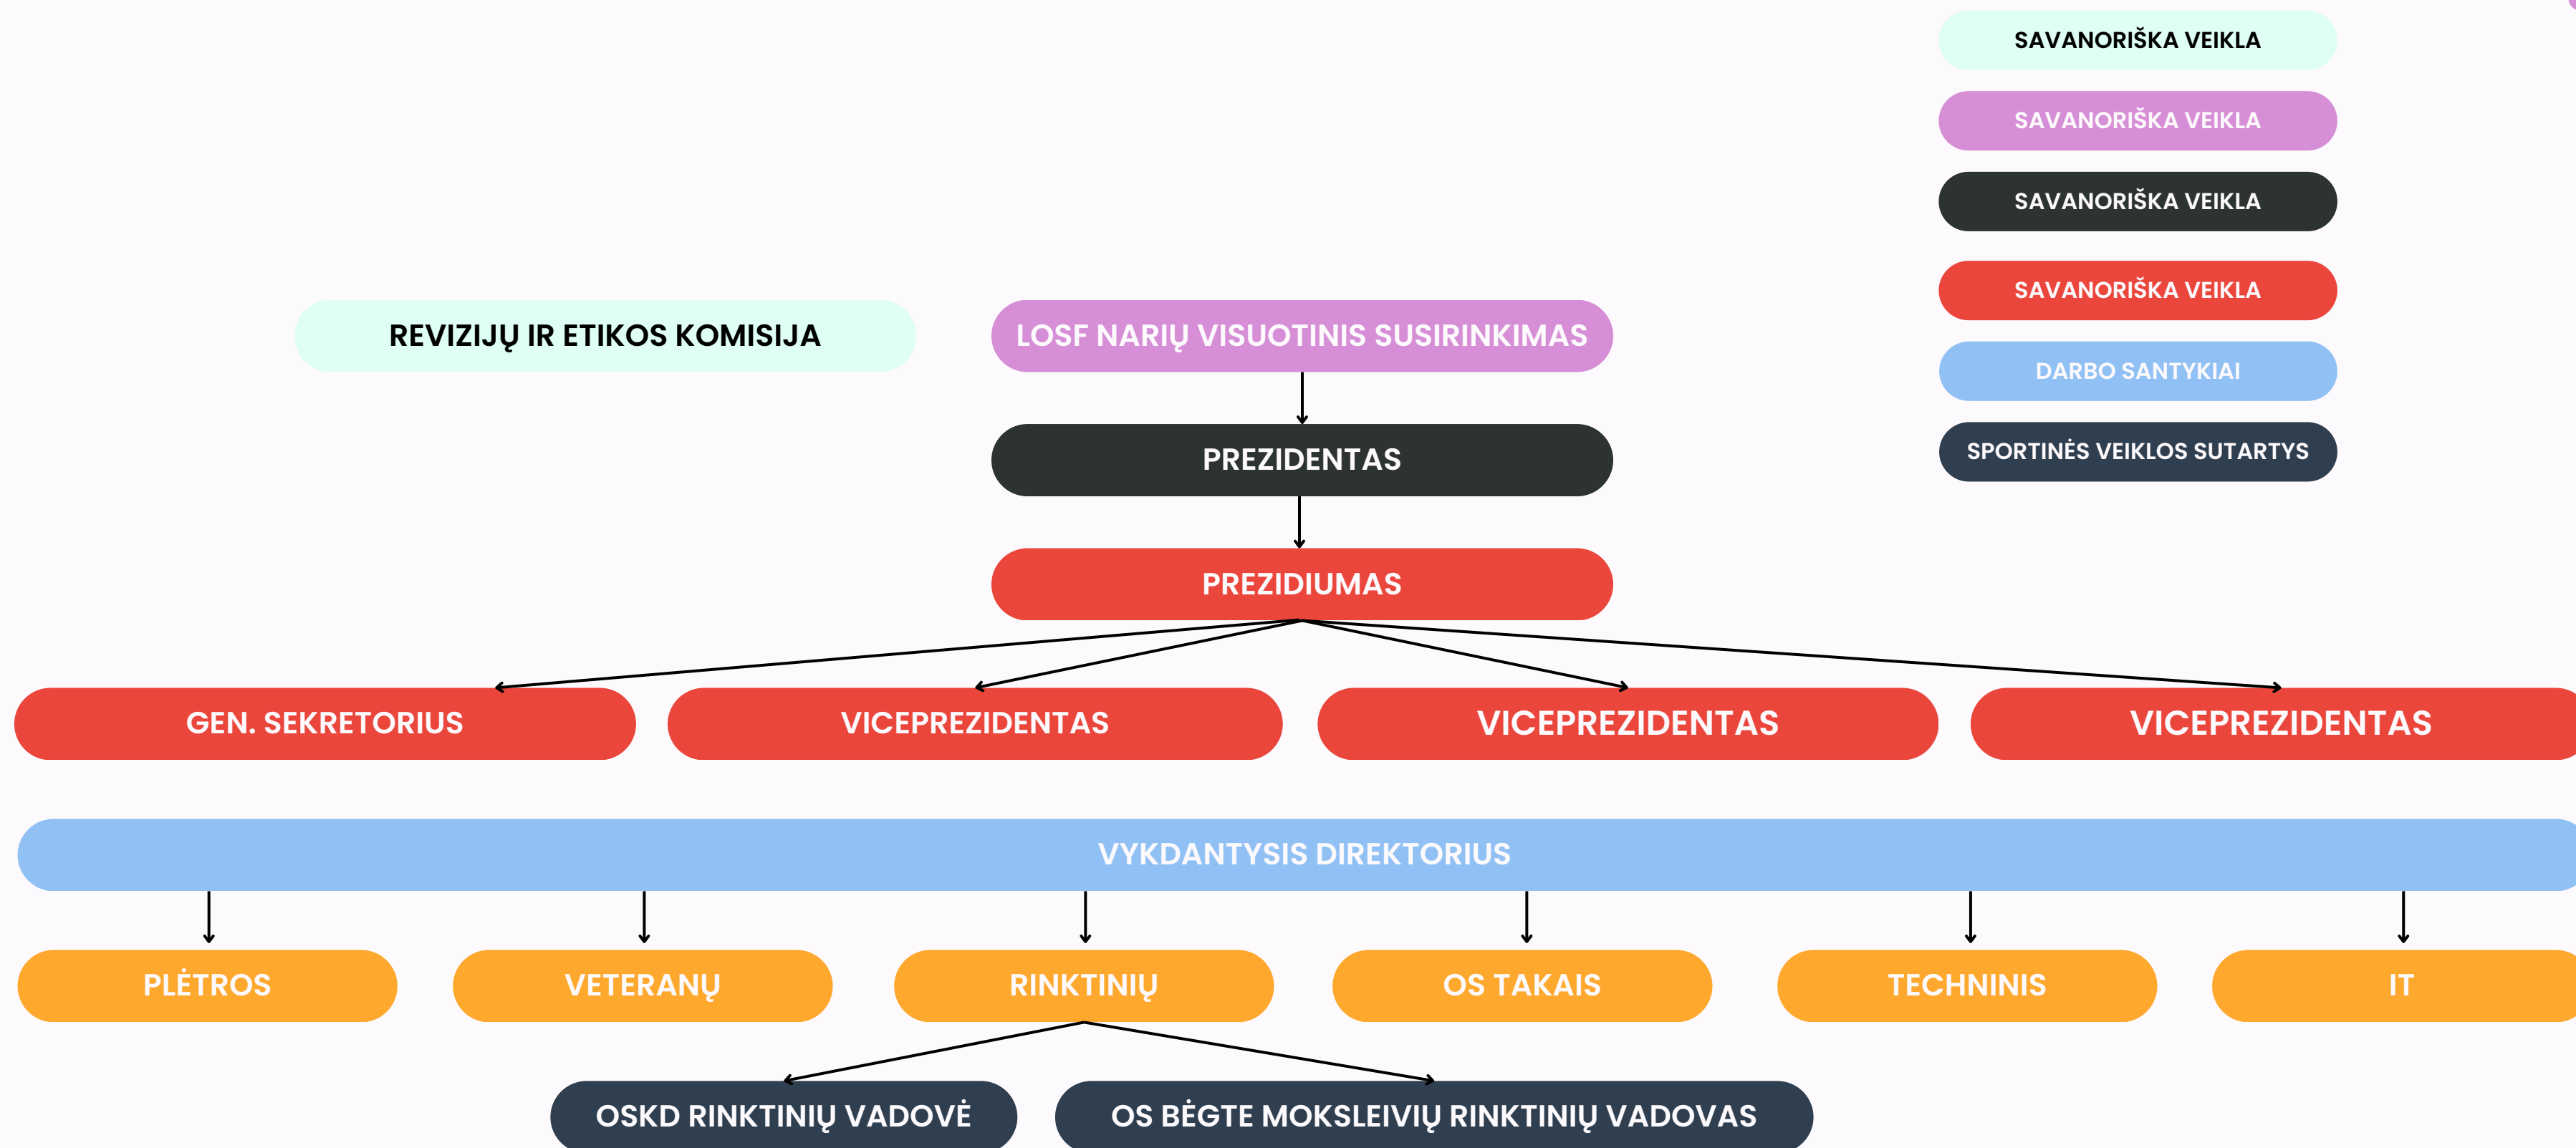 SAVANORIŠKA VEIKLA
SAVANORIŠKA VEIKLA
SAVANORIŠKA VEIKLA
SAVANORIŠKA VEIKLA
DARBO SANTYKIAI
SPORTINĖS VEIKLOS SUTARTYS
REVIZIJŲ IR ETIKOS KOMISIJA
LOSF NARIŲ VISUOTINIS SUSIRINKIMAS
PREZIDENTAS
PREZIDIUMAS
GEN. SEKRETORIUS
VICEPREZIDENTAS
VICEPREZIDENTAS
VICEPREZIDENTAS
VYKDANTYSIS DIREKTORIUS
PLĖTROS
VETERANŲ
RINKTINIŲ
OS TAKAIS
TECHNINIS
IT
OSKD RINKTINIŲ VADOVĖ
OS BĖGTE MOKSLEIVIŲ RINKTINIŲ VADOVAS